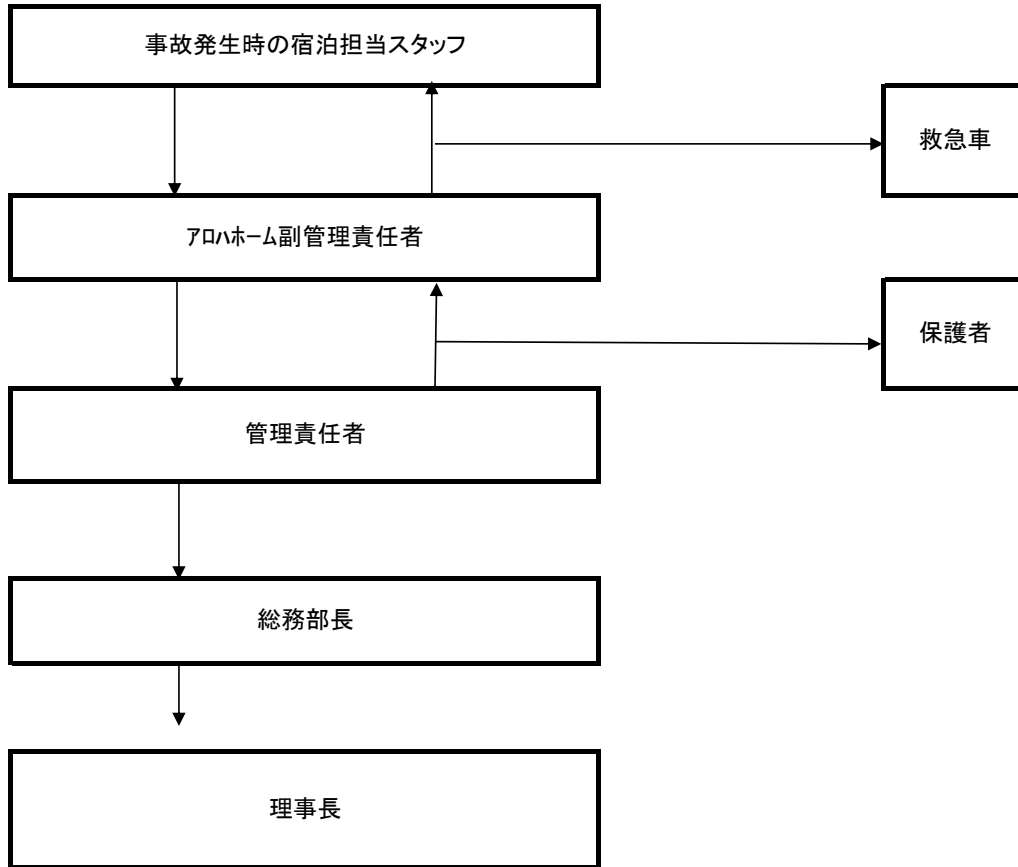 事故発生時の宿泊担当スタッフ
救急車
ｱﾛﾊﾎｰﾑ副管理責任者
保護者
管理責任者
総務部長
理事長